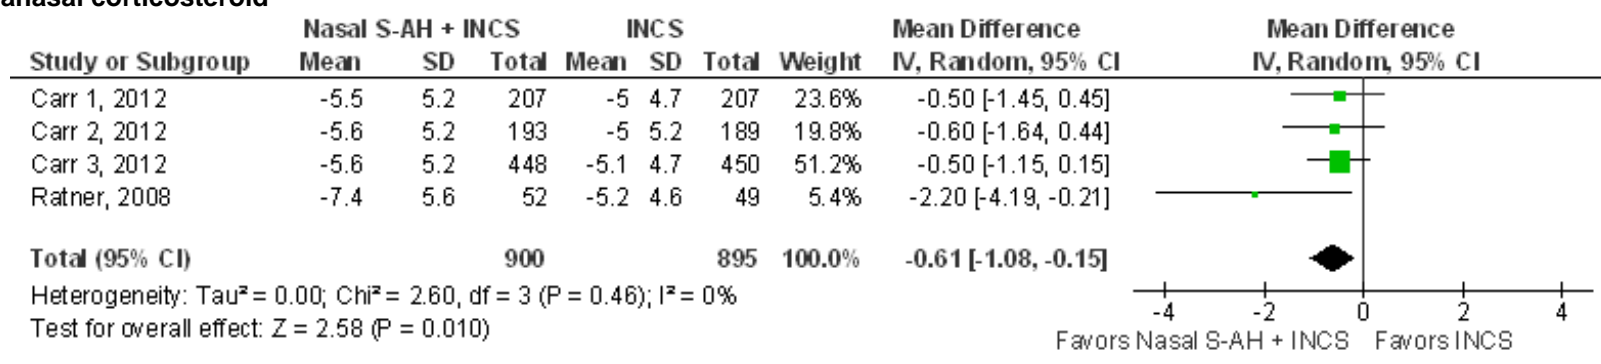 anasal corticosteroid
Nasal S-AH + INCS INCS Mean Difference Mean Difference
Study or Subgroup Mean SD Total Mean SD Total Weight IV, Random, 95% CI IV, Random, 95% CI
Carr 1, 2012 -5.5 5.2 207 -5 4.7 207 23.6% -0.50 [-1.45, 0.45]
Carr 2, 2012 -5.6 5.2 193 -5 5.2 189 19.8% -0.60 [-1.64, 0.44]
Carr 3, 2012 -5.6 5.2 448 -5.1 4.7 450 51.2% -0.50 [-1.15, 0.15]
Ratner, 2008 -7.4 5.6 52 -5.2 4.6 49 5.4% -2.20 [-4.19, -0.21]
Total (95% CI) 900 895 100.0% -0.61 [-1.08, -0.15]
Heterogeneity: Tau² = 0.00; Chi² = 2.60, df = 3 (P = 0.46); I² = 0%
Test for overall effect: Z = 2.58 (P = 0.010)
-4 -2 0 2 4
Favors Nasal S-AH + INCS Favors INCS